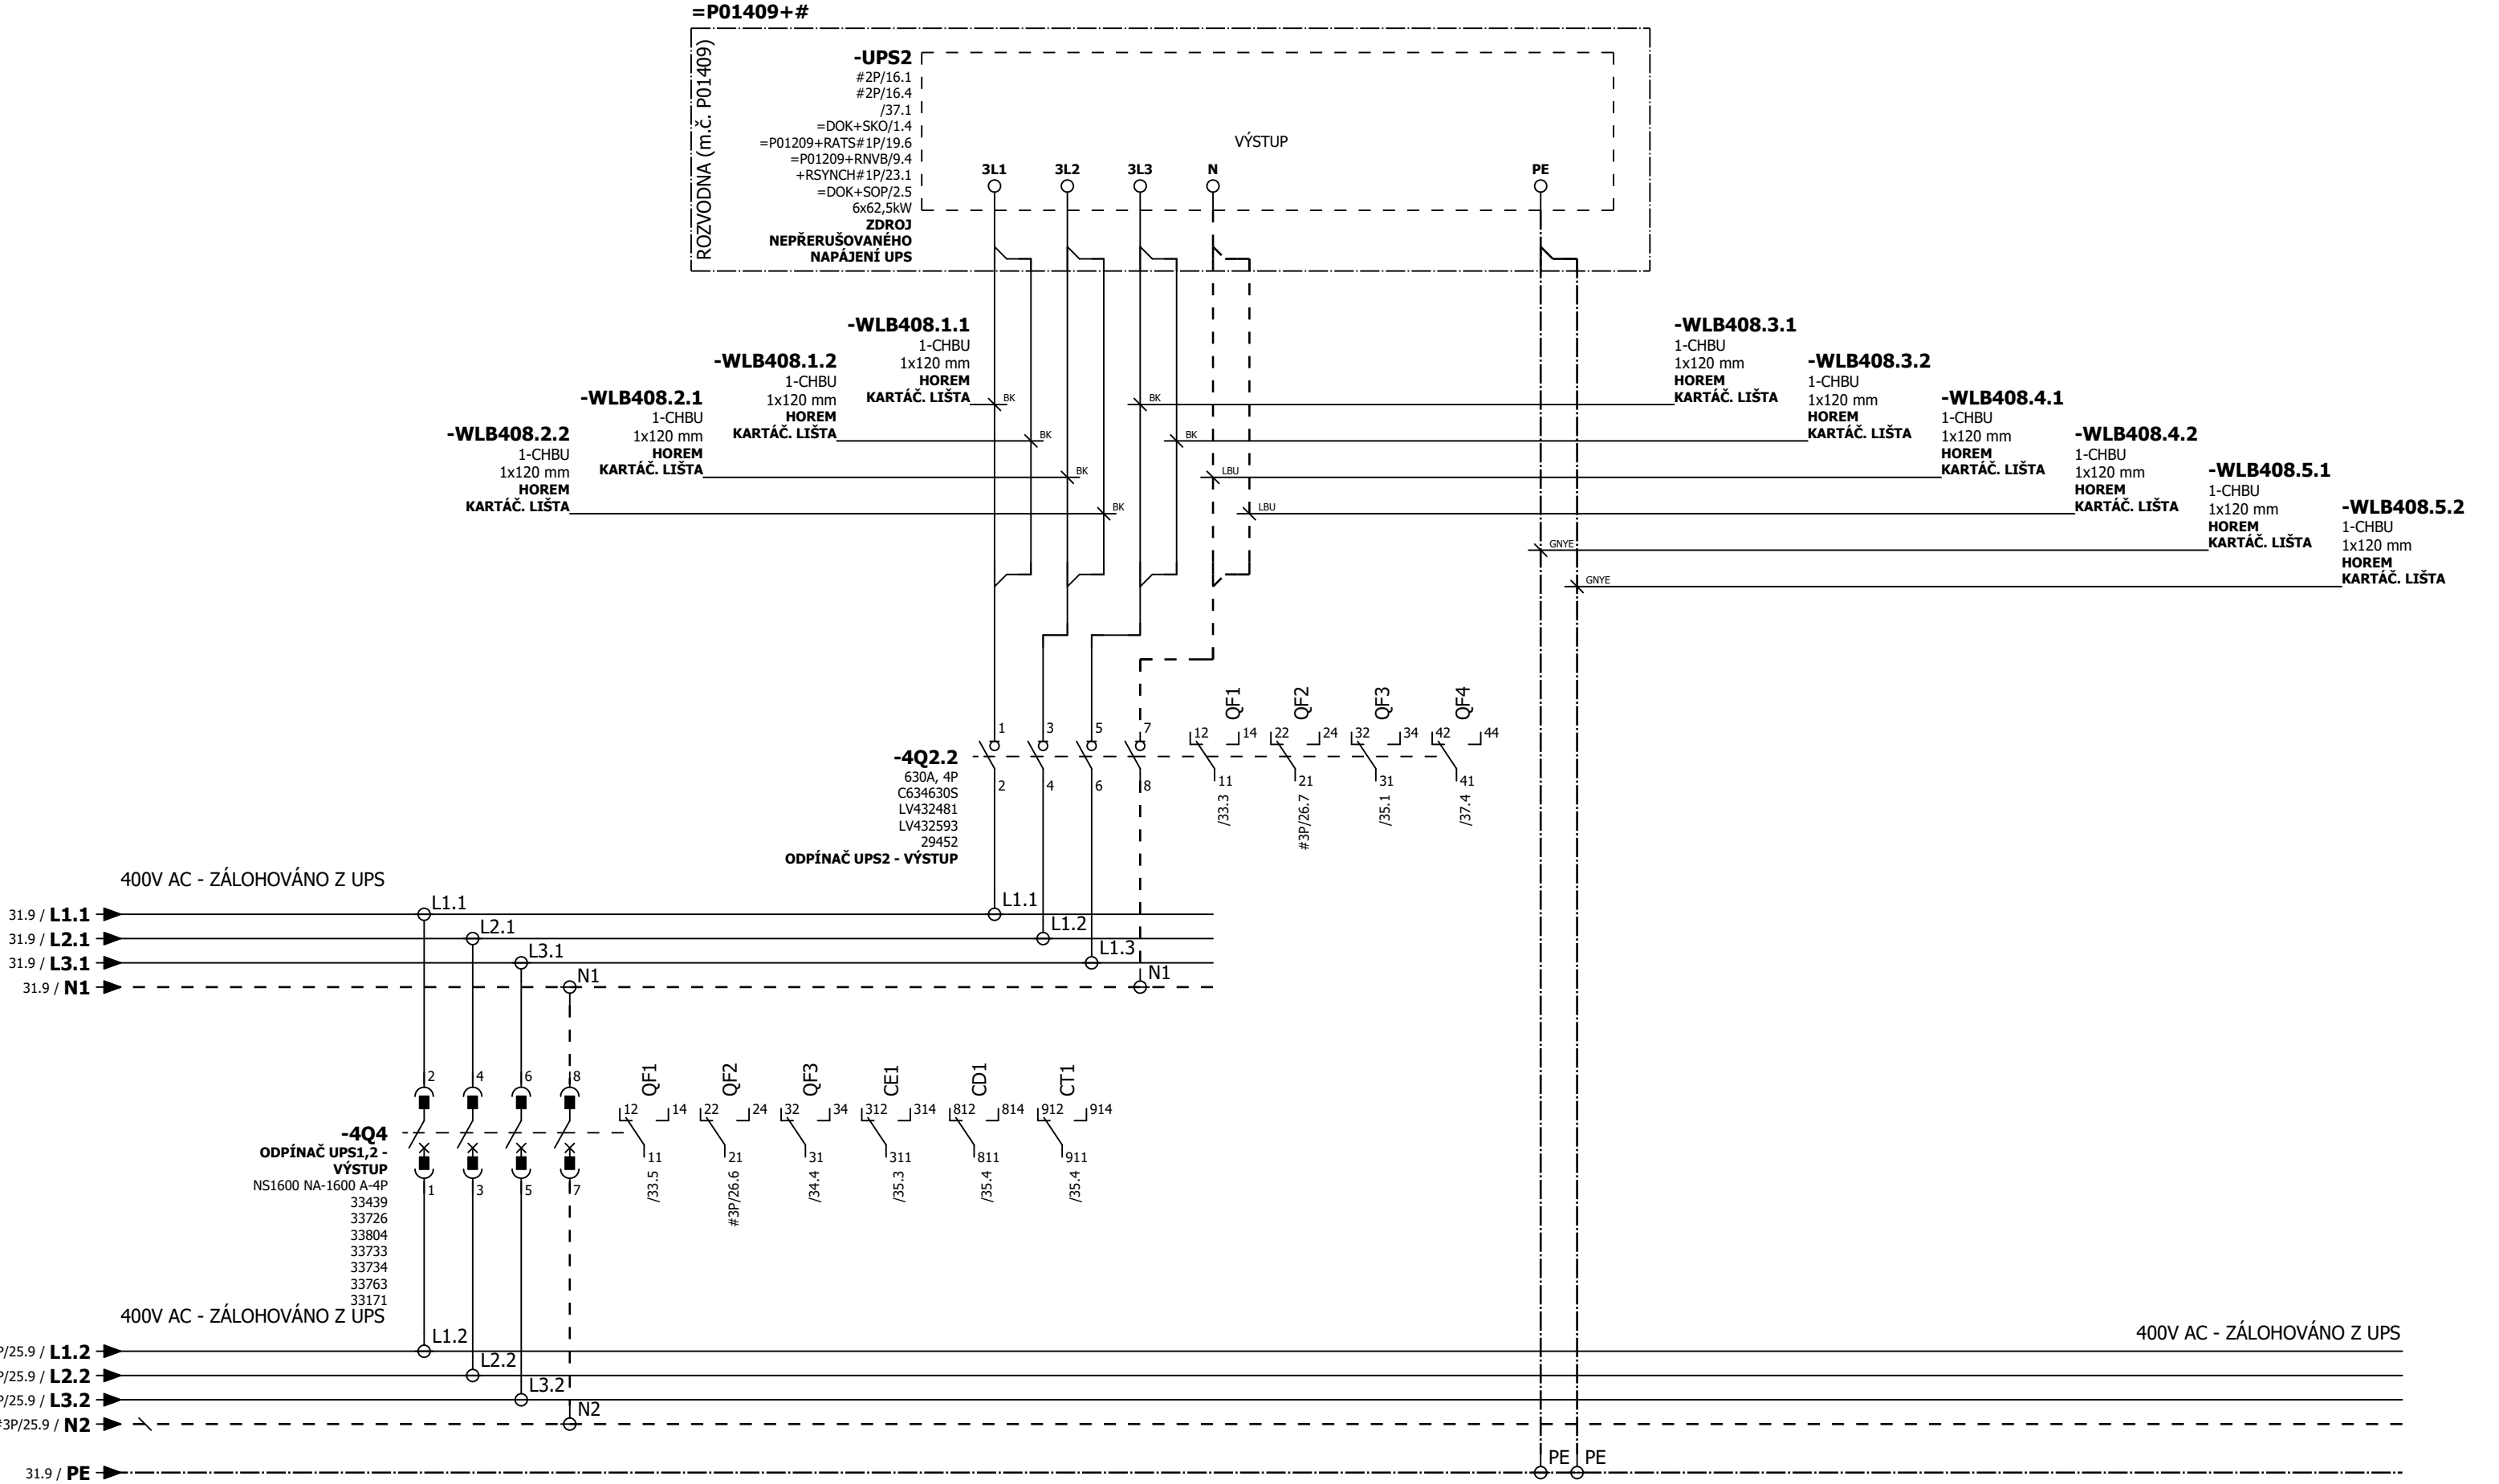 =P01409+#
ROZVODNA (m.č. P01409)
-UPS2
#2P/16.1
#2P/16.4
/37.1
=DOK+SKO/1.4
=P01209+RATS#1P/19.6
=P01209+RNVB/9.4
+RSYNCH#1P/23.1
=DOK+SOP/2.5
6x62,5kW
ZDROJ
NEPŘERUŠOVANÉHO
NAPÁJENÍ UPS
VÝSTUP
3L1 3L2 3L3 N PE
-WLB408.1.1
1-CHBU
1x120 mm
HOREM
KARTÁČ. LIŠTA
BK
-WLB408.1.2
1-CHBU
1x120 mm
HOREM
KARTÁČ. LIŠTA
BK
-WLB408.2.1
1-CHBU
1x120 mm
HOREM
KARTÁČ. LIŠTA
BK
-WLB408.2.2
1-CHBU
1x120 mm
HOREM
KARTÁČ. LIŠTA
BK
-WLB408.3.1
1-CHBU
1x120 mm
HOREM
KARTÁČ. LIŠTA
BK
-WLB408.3.2
1-CHBU
1x120 mm
HOREM
KARTÁČ. LIŠTA
BK
-WLB408.4.1
1-CHBU
1x120 mm
HOREM
KARTÁČ. LIŠTA
LBU
-WLB408.4.2
1-CHBU
1x120 mm
HOREM
KARTÁČ. LIŠTA
LBU
-WLB408.5.1
1-CHBU
1x120 mm
HOREM
KARTÁČ. LIŠTA
GNYE
-WLB408.5.2
1-CHBU
1x120 mm
HOREM
KARTÁČ. LIŠTA
GNYE
QF1 QF2 QF3 QF4
1 3 5 7 12 14 22 24 32 34 42 44
-4Q2.2
630A, 4P
C634630S
LV432481
LV432593
29452
ODPÍNAČ UPS2 - VÝSTUP
2 4 6 8 11 21 31 41
/33.3 #3P/26.7 /35.1 /37.4
400V AC - ZÁLOHOVÁNO Z UPS
31.9 / L1.1 L1.1 L1.1
31.9 / L2.1 L2.1 L1.2
31.9 / L3.1 L3.1 L1.3
31.9 / N1 N1 N1
QF1 QF2 QF3 CE1 CD1 CT1
2 4 6 8 12 14 22 24 32 34 312 314 812 814 912 914
-4Q4
ODPÍNAČ UPS1,2 -
VÝSTUP
NS1600 NA-1600 A-4P
33439
33726
33804
33733
33734
33763
33171
1 3 5 7 11 21 31 311 811 911
/33.5 #3P/26.6 /34.4 /35.3 /35.4 /35.4
400V AC - ZÁLOHOVÁNO Z UPS
400V AC - ZÁLOHOVÁNO Z UPS
P/25.9 / L1.2 L1.2
P/25.9 / L2.2 L2.2
P/25.9 / L3.2 L3.2
#3P/25.9 / N2 N2
31.9 / PE PE PE